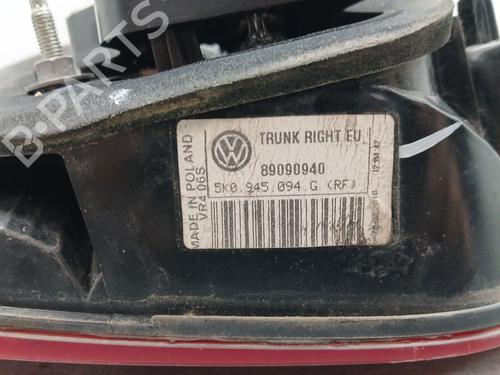 B-PARTS
MADE IN POLAND
VR4 06S
TRUNK RIGHT EU
89090940
5K0.945.094.G (RF)